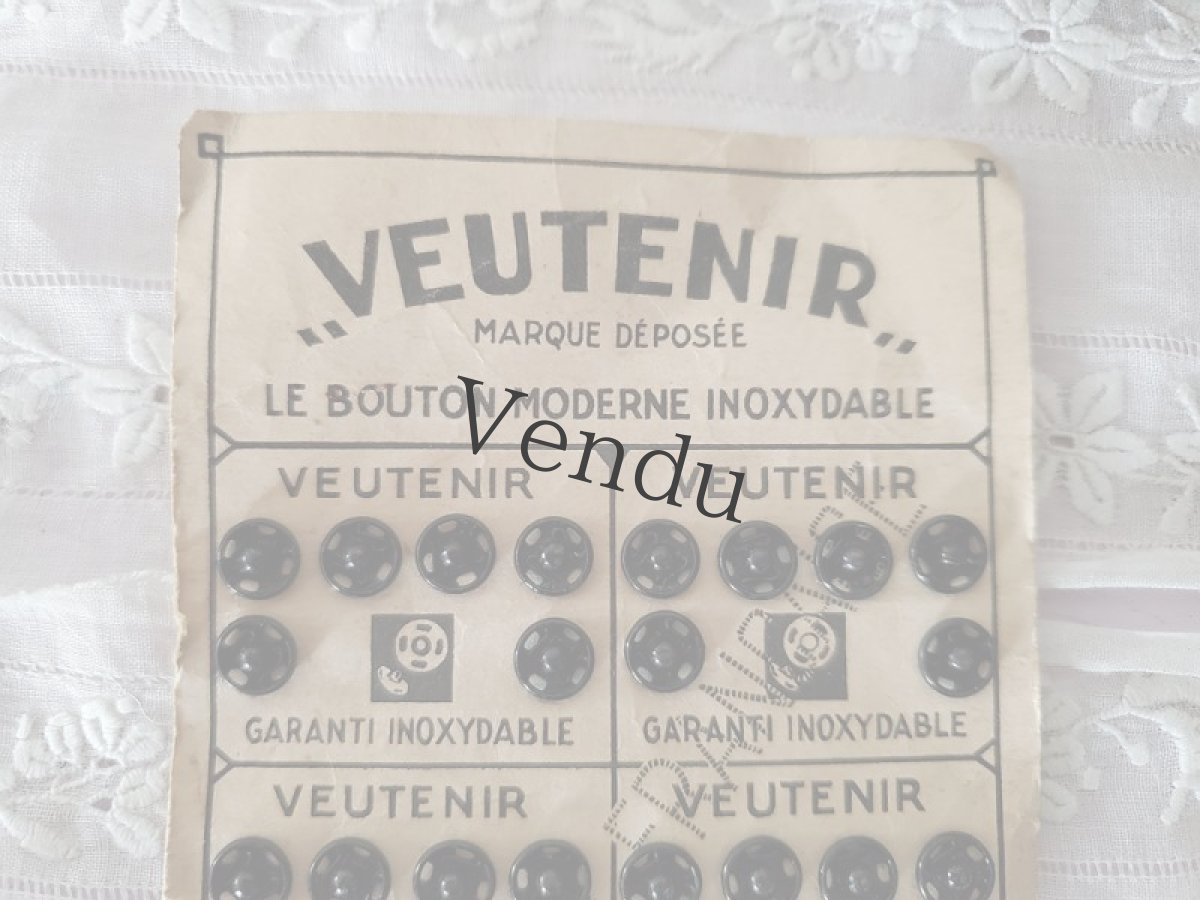 „VEUTENIR„
MARQUE DÉPOSÉE
LE BOUTON MODERNE INOXYDABLE
Vendu
VEUTENIR VEUTENIR
GARANTI INOXYDABLE GARANTI INOXYDABLE
VEUTENIR VEUTENIR